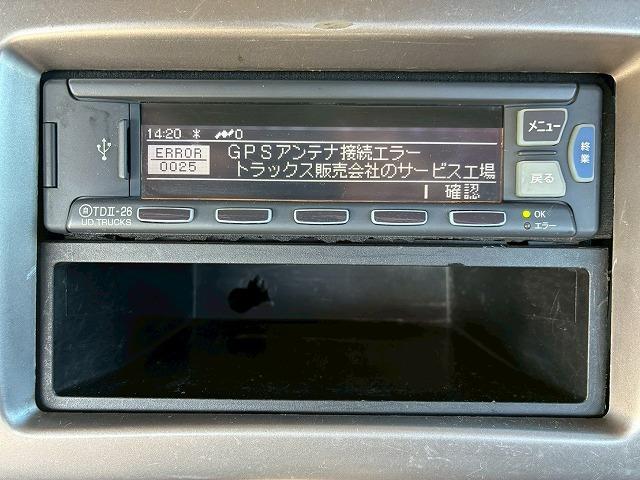 14:20 0
ERROR
0025
GPSアンテナ接続エラー
トラックス販売会社のサービス工場
確認
メニュー
戻る
終業
TDⅡ-26
UD TRUCKS
OK
エラー